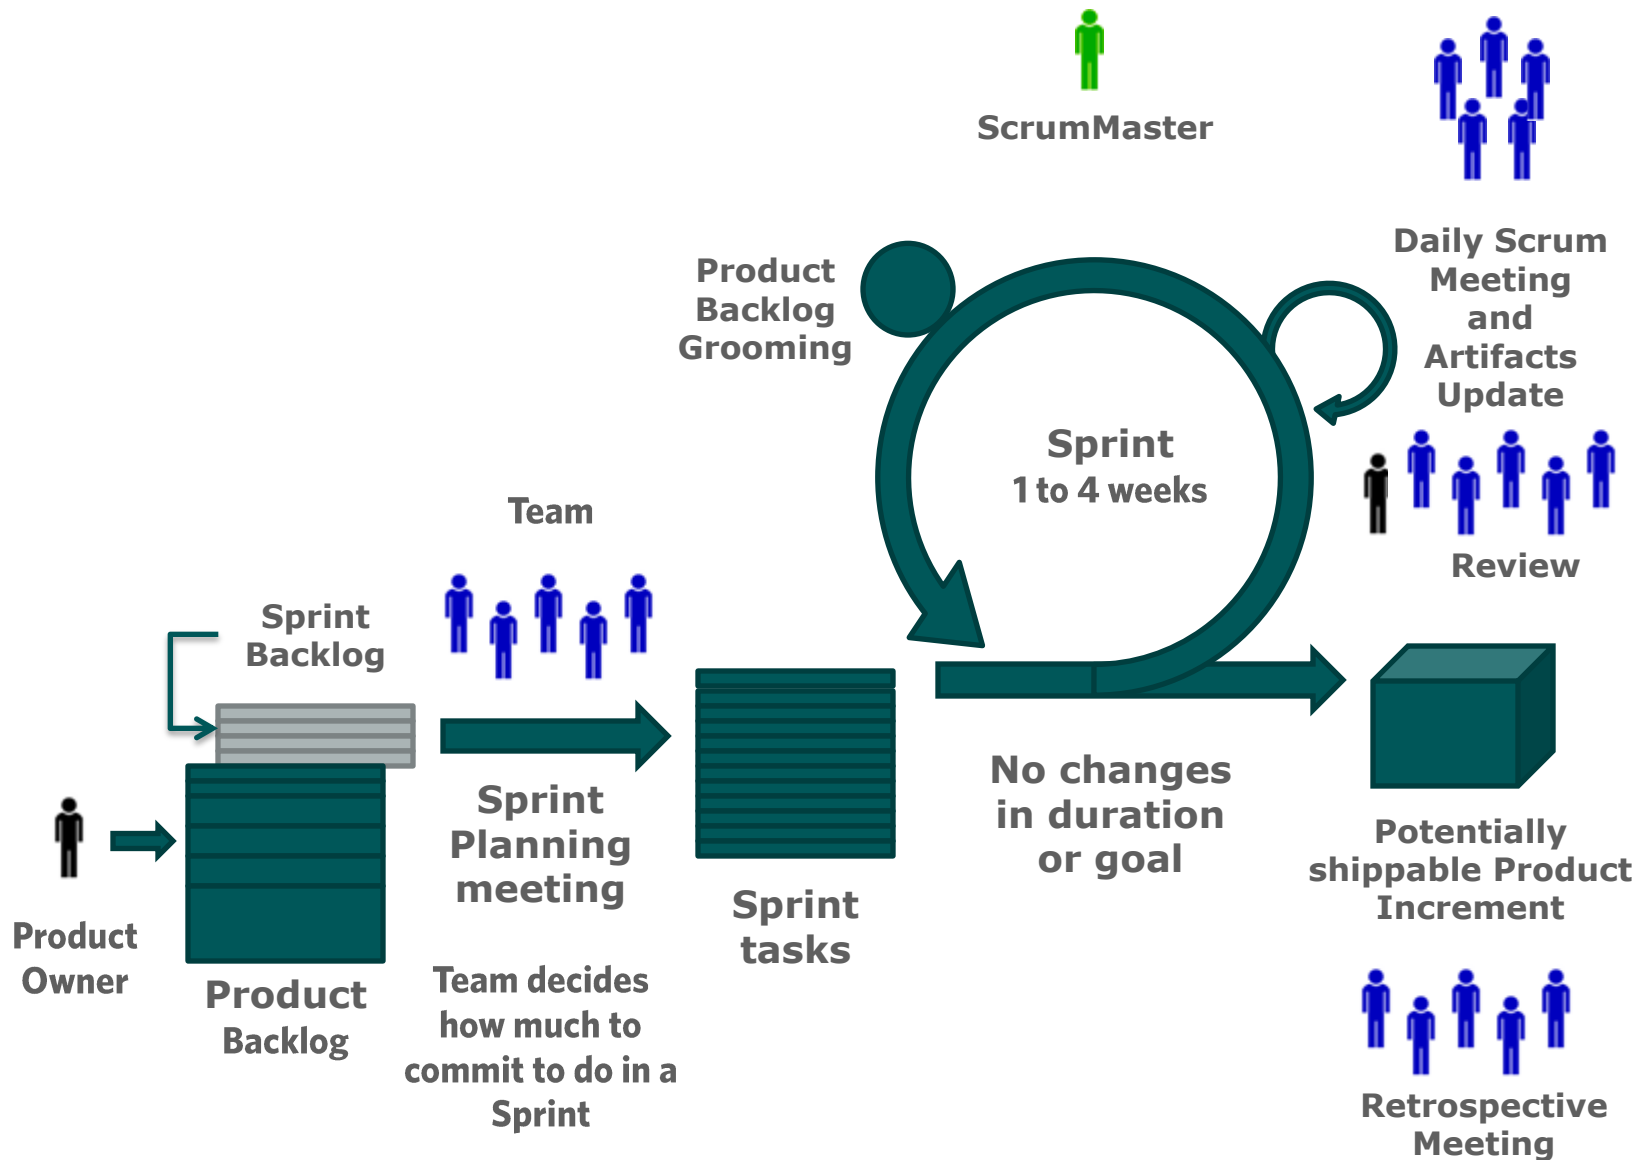 ScrumMaster
Daily Scrum
Meeting
and
Artifacts
Update
Product
Backlog
Grooming
Sprint
1 to 4 weeks
Review
Team
Sprint
Backlog
Sprint
Planning
meeting
No changes
in duration
or goal
Potentially
shippable Product
Increment
Sprint
tasks
Product
Owner
Product
Backlog
Team decides
how much to
commit to do in a
Sprint
Retrospective
Meeting